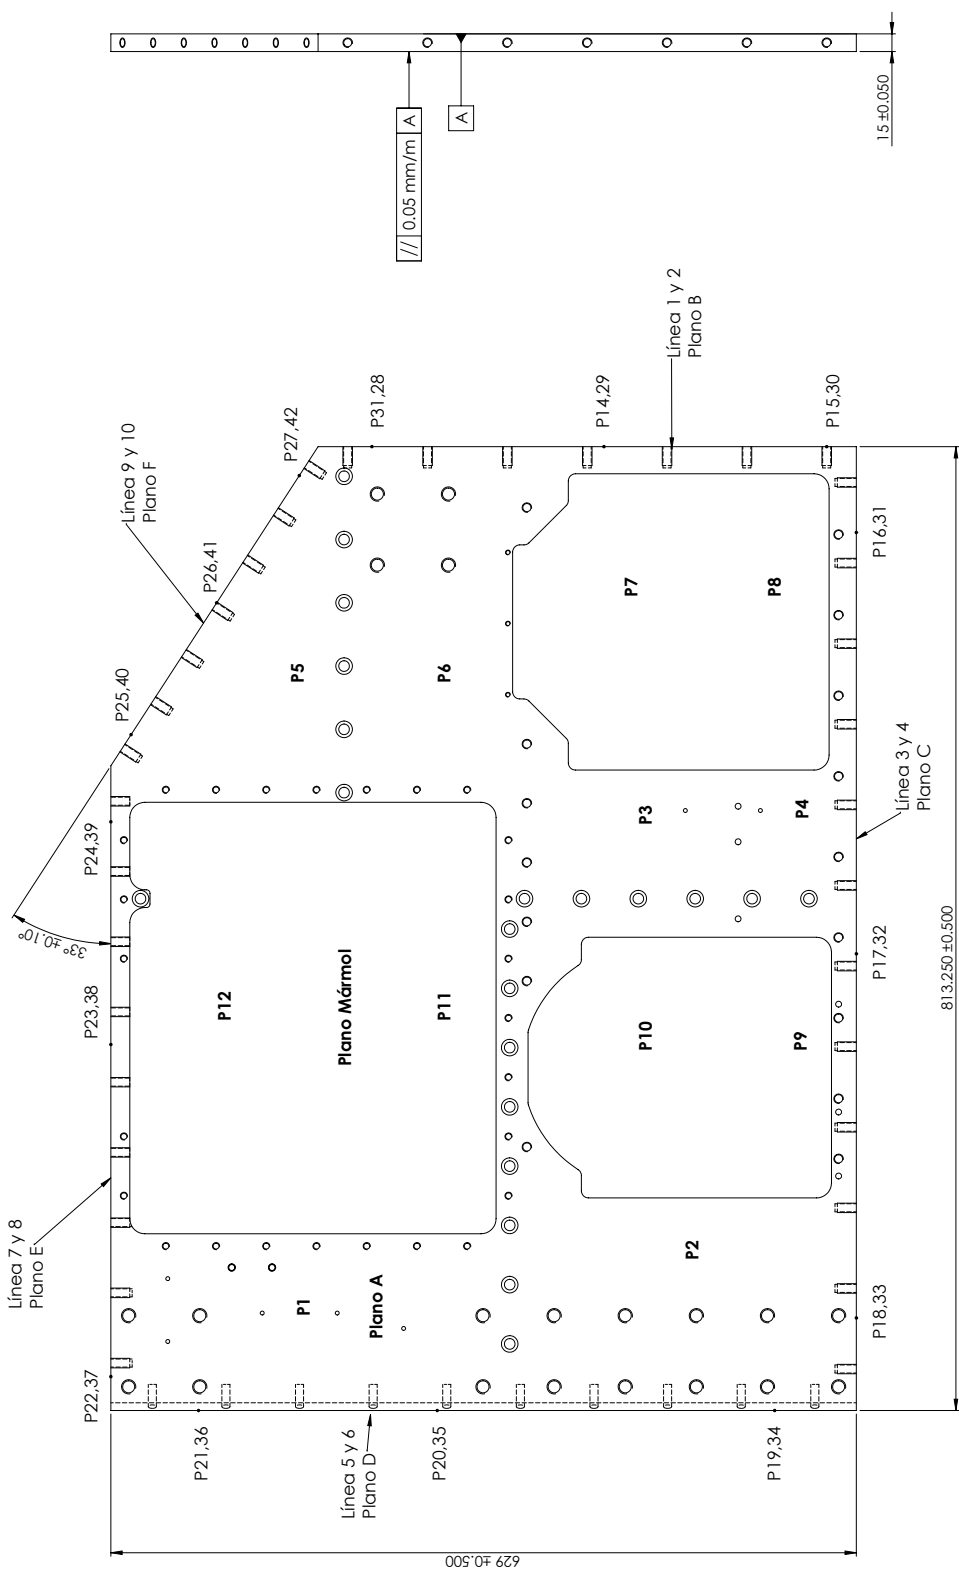 // 0.05 mm/m A
A
15 ±0.050
Línea 1 y 2
Plano B
P31,28
P14,29
P15,30
P27,42
Línea 9 y 10
Plano F
P26,41
P25,40
P16,31
P7
P8
P5
P6
Línea 3 y 4
Plano C
P3
P4
P24,39
33° ±0.10°
P17,32
813.250 ±0.500
P23,38
P12
Plano Mármol
P11
P10
P9
Línea 7 y 8
Plano E
P2
P1
Plano A
P18,33
P22,37
P21,36
Línea 5 y 6
Plano D
P20,35
P19,34
629 ±0.500